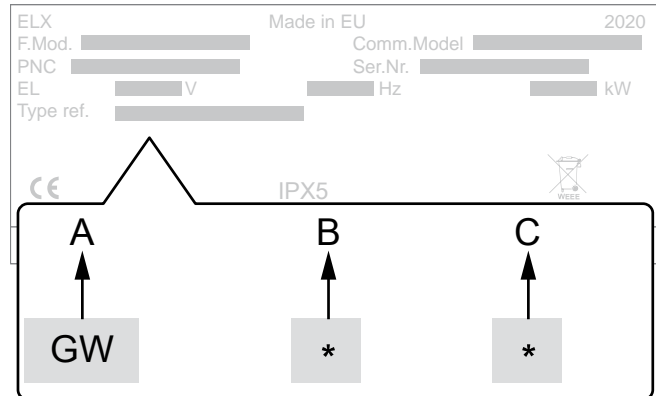 ELX Made in EU 2020
F.Mod. Comm.Model
PNC Ser.Nr.
EL V Hz kW
Type ref.
CE IPX5 WEEE
A B C
GW * *